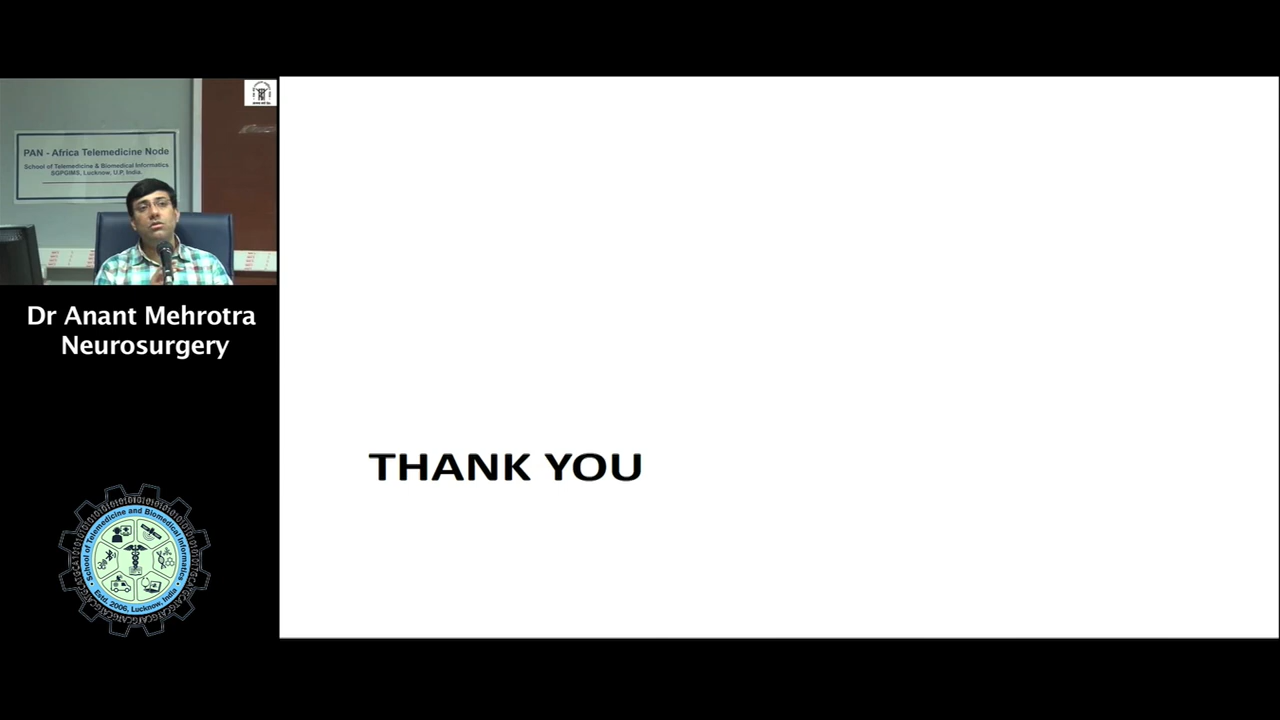 PAN - Africa Telemedicine Node
School of Telemedicine & Biomedical Informatics
SGPGIMS, Lucknow, U.P, India.
Dr Anant Mehrotra
Neurosurgery
THANK YOU
School of Telemedicine and Biomedical Informatics
Estd. 2006, Lucknow, India